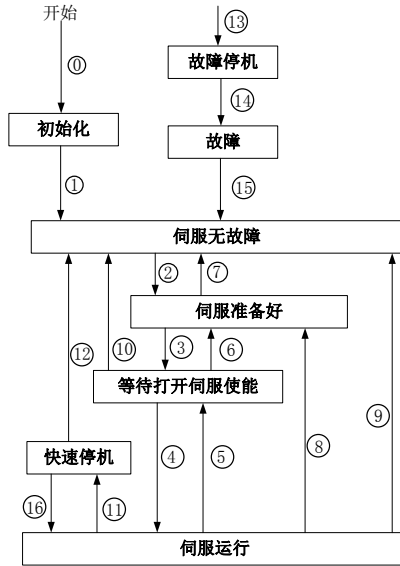 开始
⑬
⓪
故障停机
⑭
初始化
故障
①
⑮
伺服无故障
②
⑦
伺服准备好
⑫
⑩
③
⑥
等待打开伺服使能
⑨
快速停机
④
⑤
⑧
⑯
⑪
伺服运行